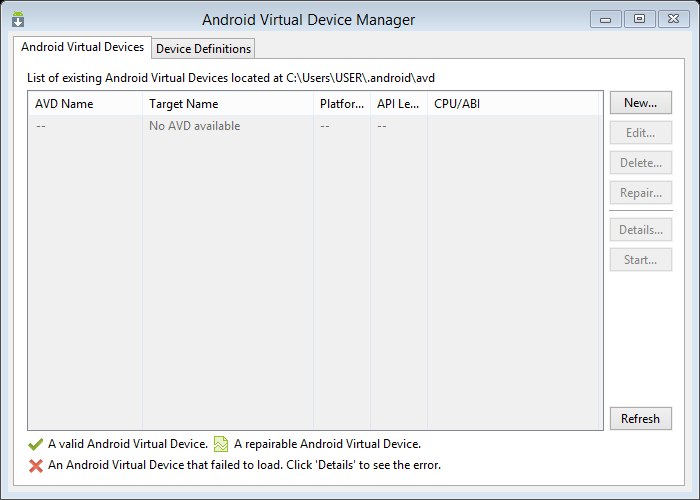 Android Virtual Device Manager
Android Virtual Devices
Device Definitions
List of existing Android Virtual Devices located at C:\Users\USER\.android\avd
AVD Name Target Name Platfor... API Le... CPU/ABI
-- No AVD available -- --
New...
Edit...
Delete...
Repair...
Details...
Start...
Refresh
A valid Android Virtual Device. A repairable Android Virtual Device.
An Android Virtual Device that failed to load. Click 'Details' to see the error.